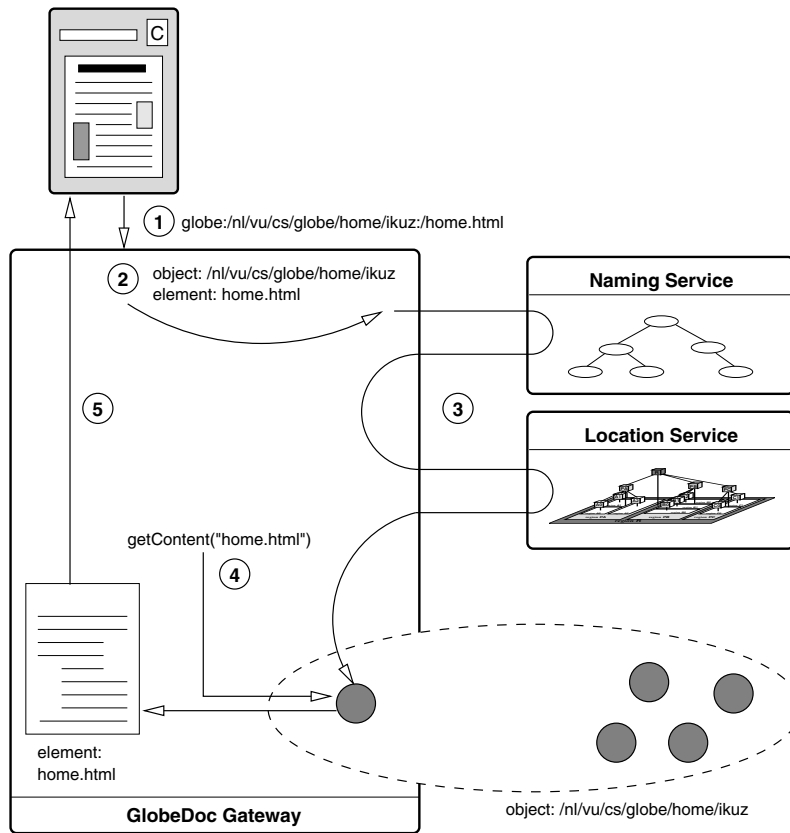 C
1 globe:/nl/vu/cs/globe/home/ikuz:/home.html
2 object: /nl/vu/cs/globe/home/ikuz
element: home.html
Naming Service
5
3
Location Service
getContent("home.html")
4
element:
home.html
GlobeDoc Gateway
object: /nl/vu/cs/globe/home/ikuz